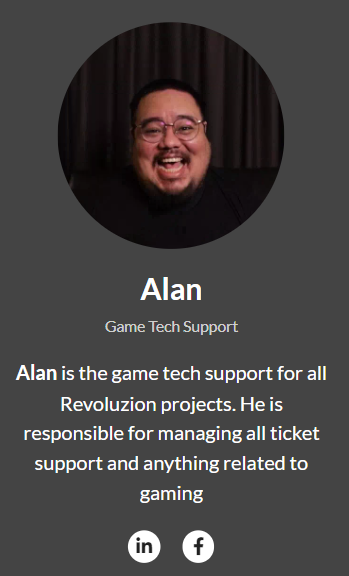 Alan
Game Tech Support
Alan is the game tech support for all
Revoluzion projects. He is
responsible for managing all ticket
support and anything related to
gaming
in
f